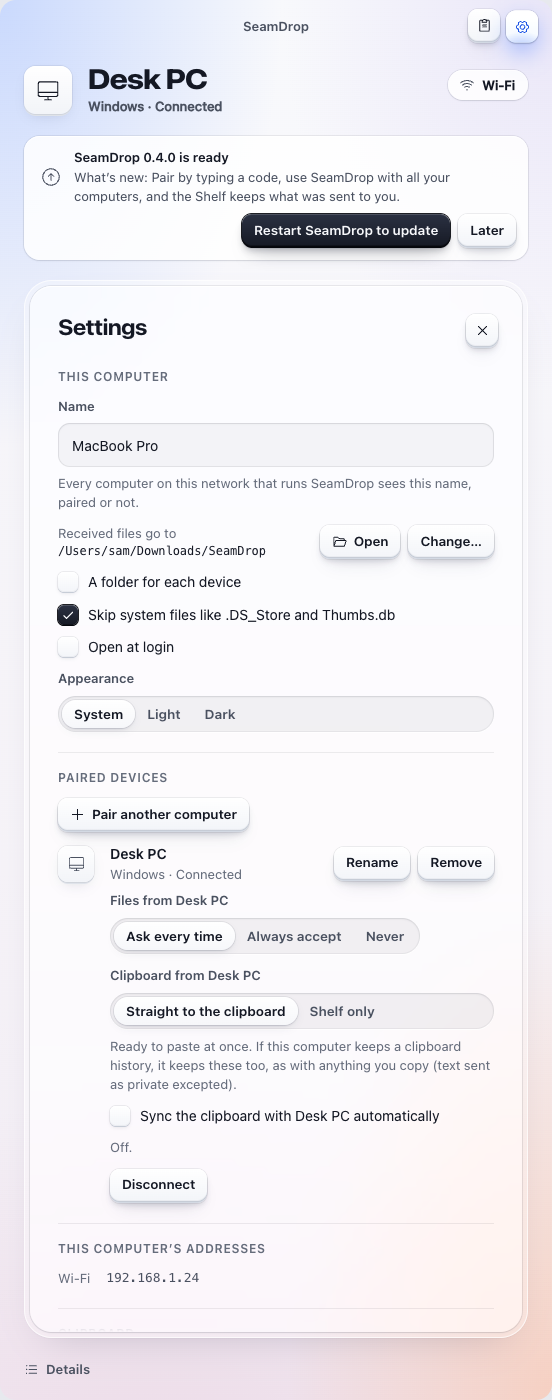 SeamDrop
Desk PC
Windows · Connected
Wi-Fi
SeamDrop 0.4.0 is ready
What’s new: Pair by typing a code, use SeamDrop with all your
computers, and the Shelf keeps what was sent to you.
Restart SeamDrop to update
Later
Settings
THIS COMPUTER
Name
MacBook Pro
Every computer on this network that runs SeamDrop sees this name,
paired or not.
Received files go to
/Users/sam/Downloads/SeamDrop
Open
Change...
A folder for each device
Skip system files like .DS_Store and Thumbs.db
Open at login
Appearance
System
Light
Dark
PAIRED DEVICES
Pair another computer
Desk PC
Windows · Connected
Rename
Remove
Files from Desk PC
Ask every time
Always accept
Never
Clipboard from Desk PC
Straight to the clipboard
Shelf only
Ready to paste at once. If this computer keeps a clipboard
history, it keeps these too, as with anything you copy (text sent
as private excepted).
Sync the clipboard with Desk PC automatically
Off.
Disconnect
THIS COMPUTER’S ADDRESSES
Wi-Fi
192.168.1.24
Details